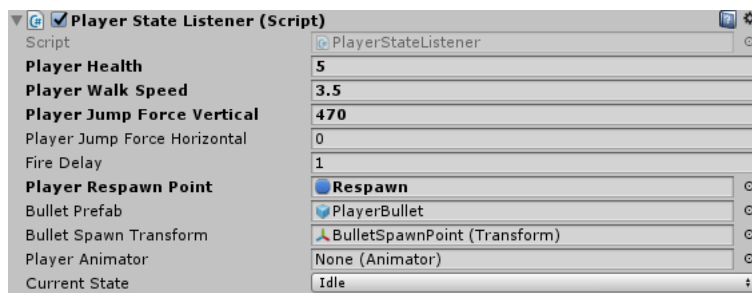 Player State Listener (Script)
Script PlayerStateListener
Player Health 5
Player Walk Speed 3.5
Player Jump Force Vertical 470
Player Jump Force Horizontal 0
Fire Delay 1
Player Respawn Point Respawn
Bullet Prefab PlayerBullet
Bullet Spawn Transform BulletSpawnPoint (Transform)
Player Animator None (Animator)
Current State Idle